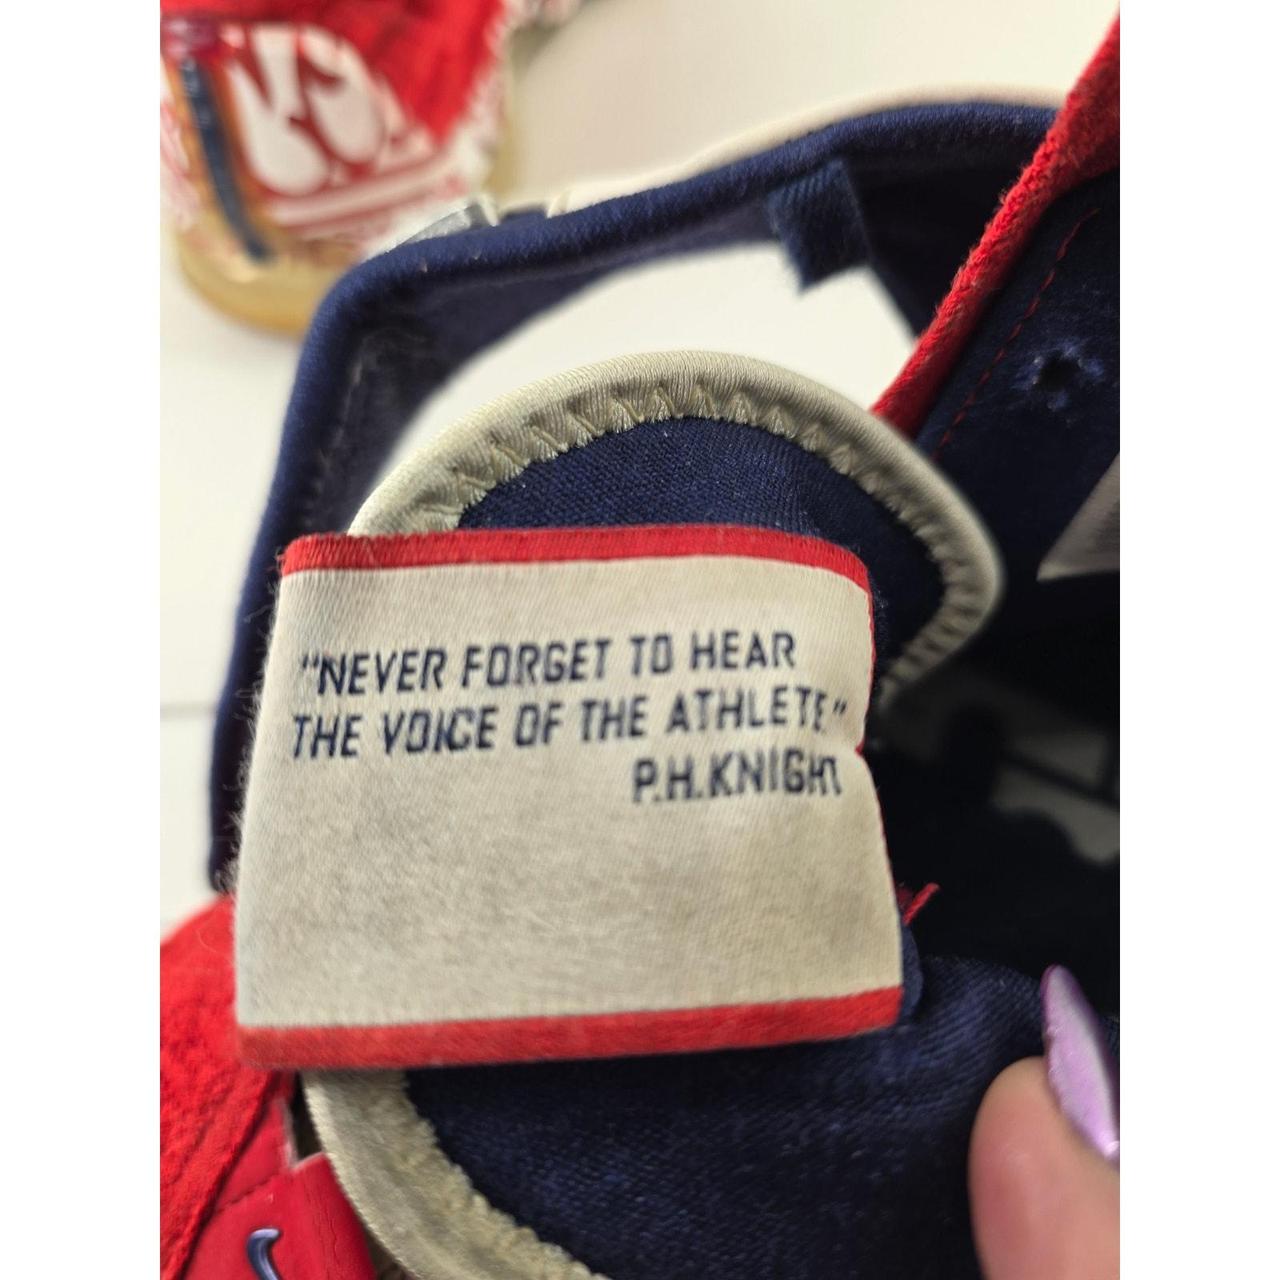 “NEVER FORGET TO HEAR
THE VOICE OF THE ATHLETE”
P.H.KNIGHT